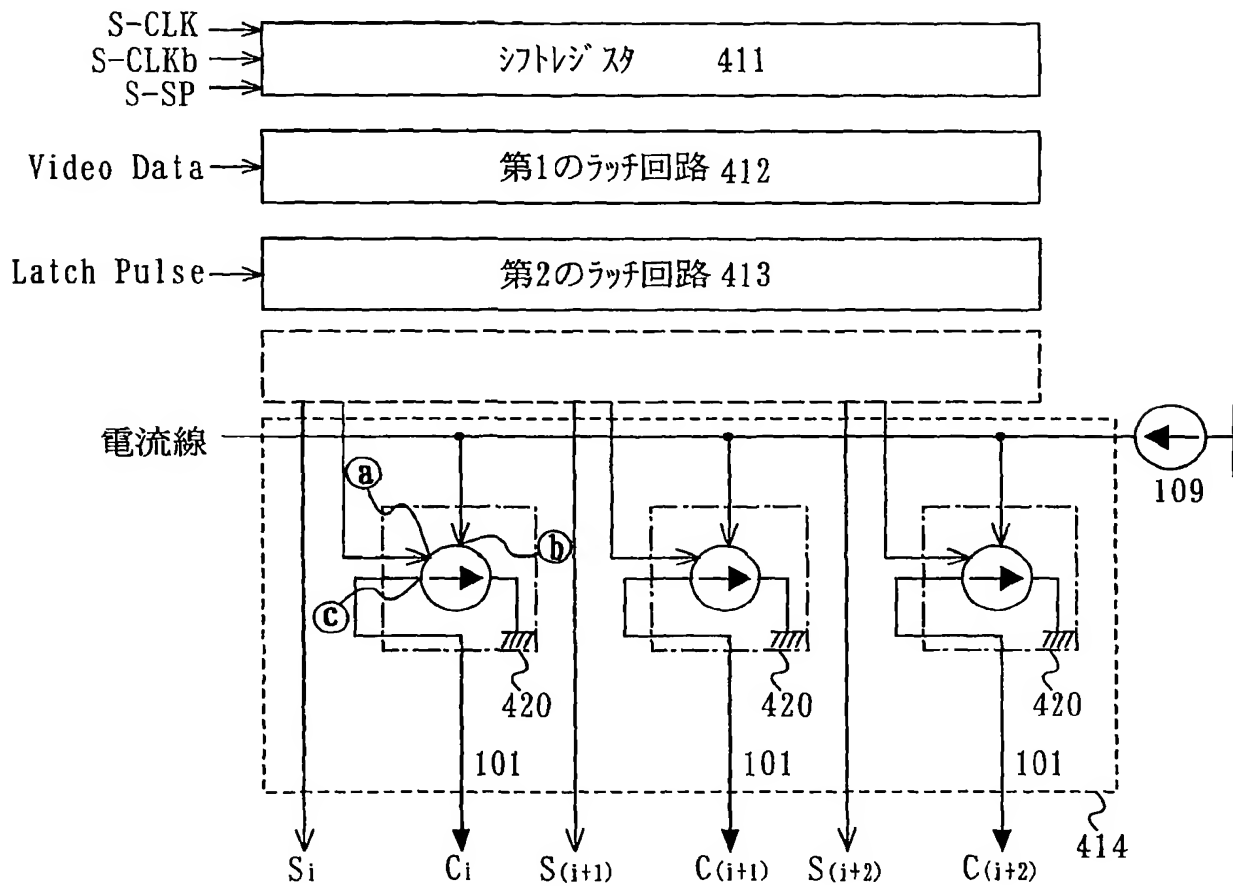 S-CLK
S-CLKb
S-SP
シフトレジスタ 411
Video Data
第1のラッチ回路 412
Latch Pulse
第2のラッチ回路 413
電流線
109
a
b
c
420
420
420
101
101
101
414
Si
Ci
S(i+1)
C(i+1)
S(i+2)
C(i+2)